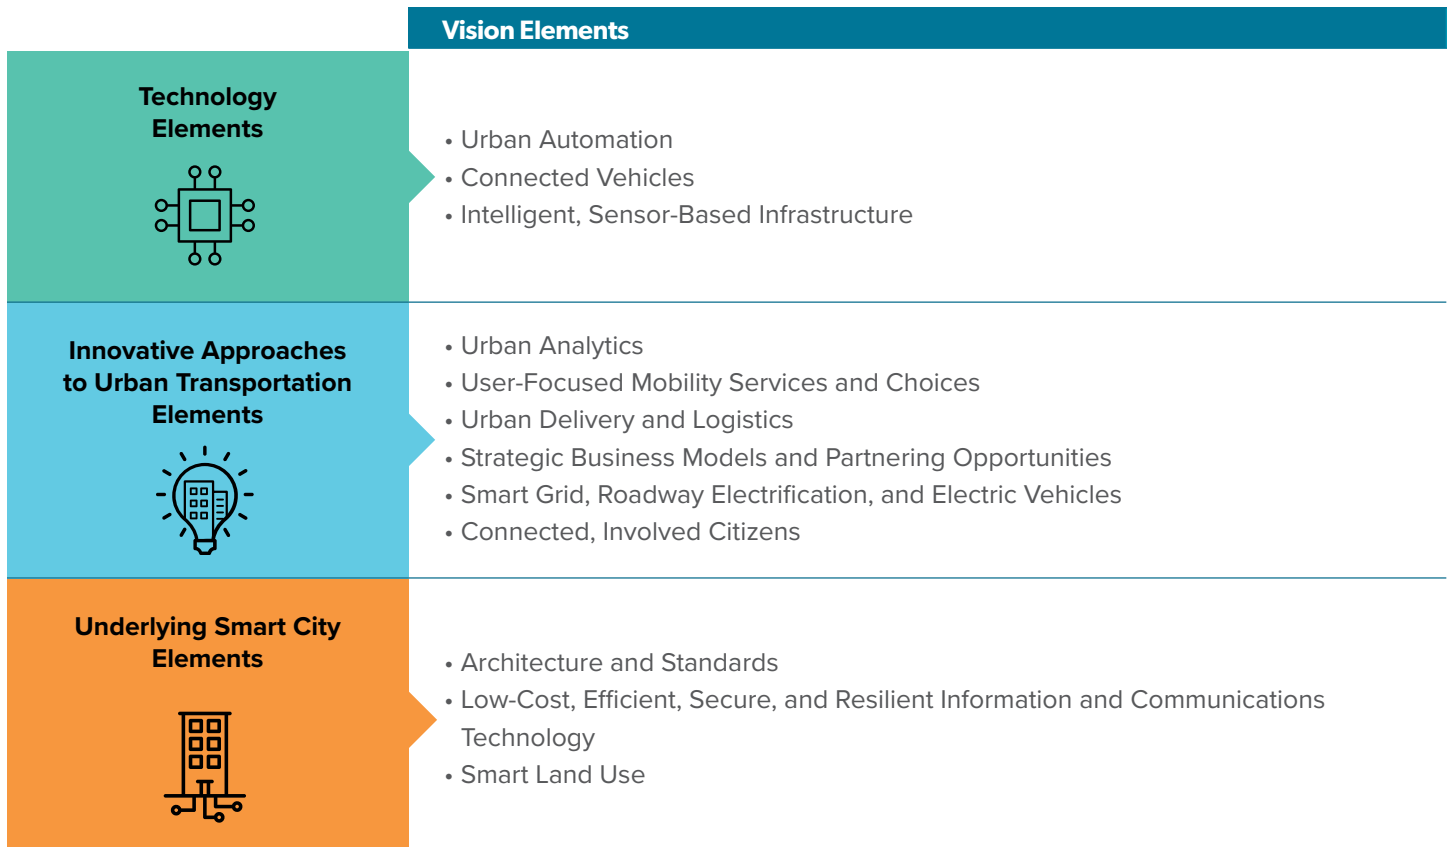 Vision Elements
Technology
Elements
• Urban Automation
• Connected Vehicles
• Intelligent, Sensor-Based Infrastructure
Innovative Approaches
to Urban Transportation
Elements
• Urban Analytics
• User-Focused Mobility Services and Choices
• Urban Delivery and Logistics
• Strategic Business Models and Partnering Opportunities
• Smart Grid, Roadway Electrification, and Electric Vehicles
• Connected, Involved Citizens
Underlying Smart City
Elements
• Architecture and Standards
• Low-Cost, Efficient, Secure, and Resilient Information and Communications
Technology
• Smart Land Use